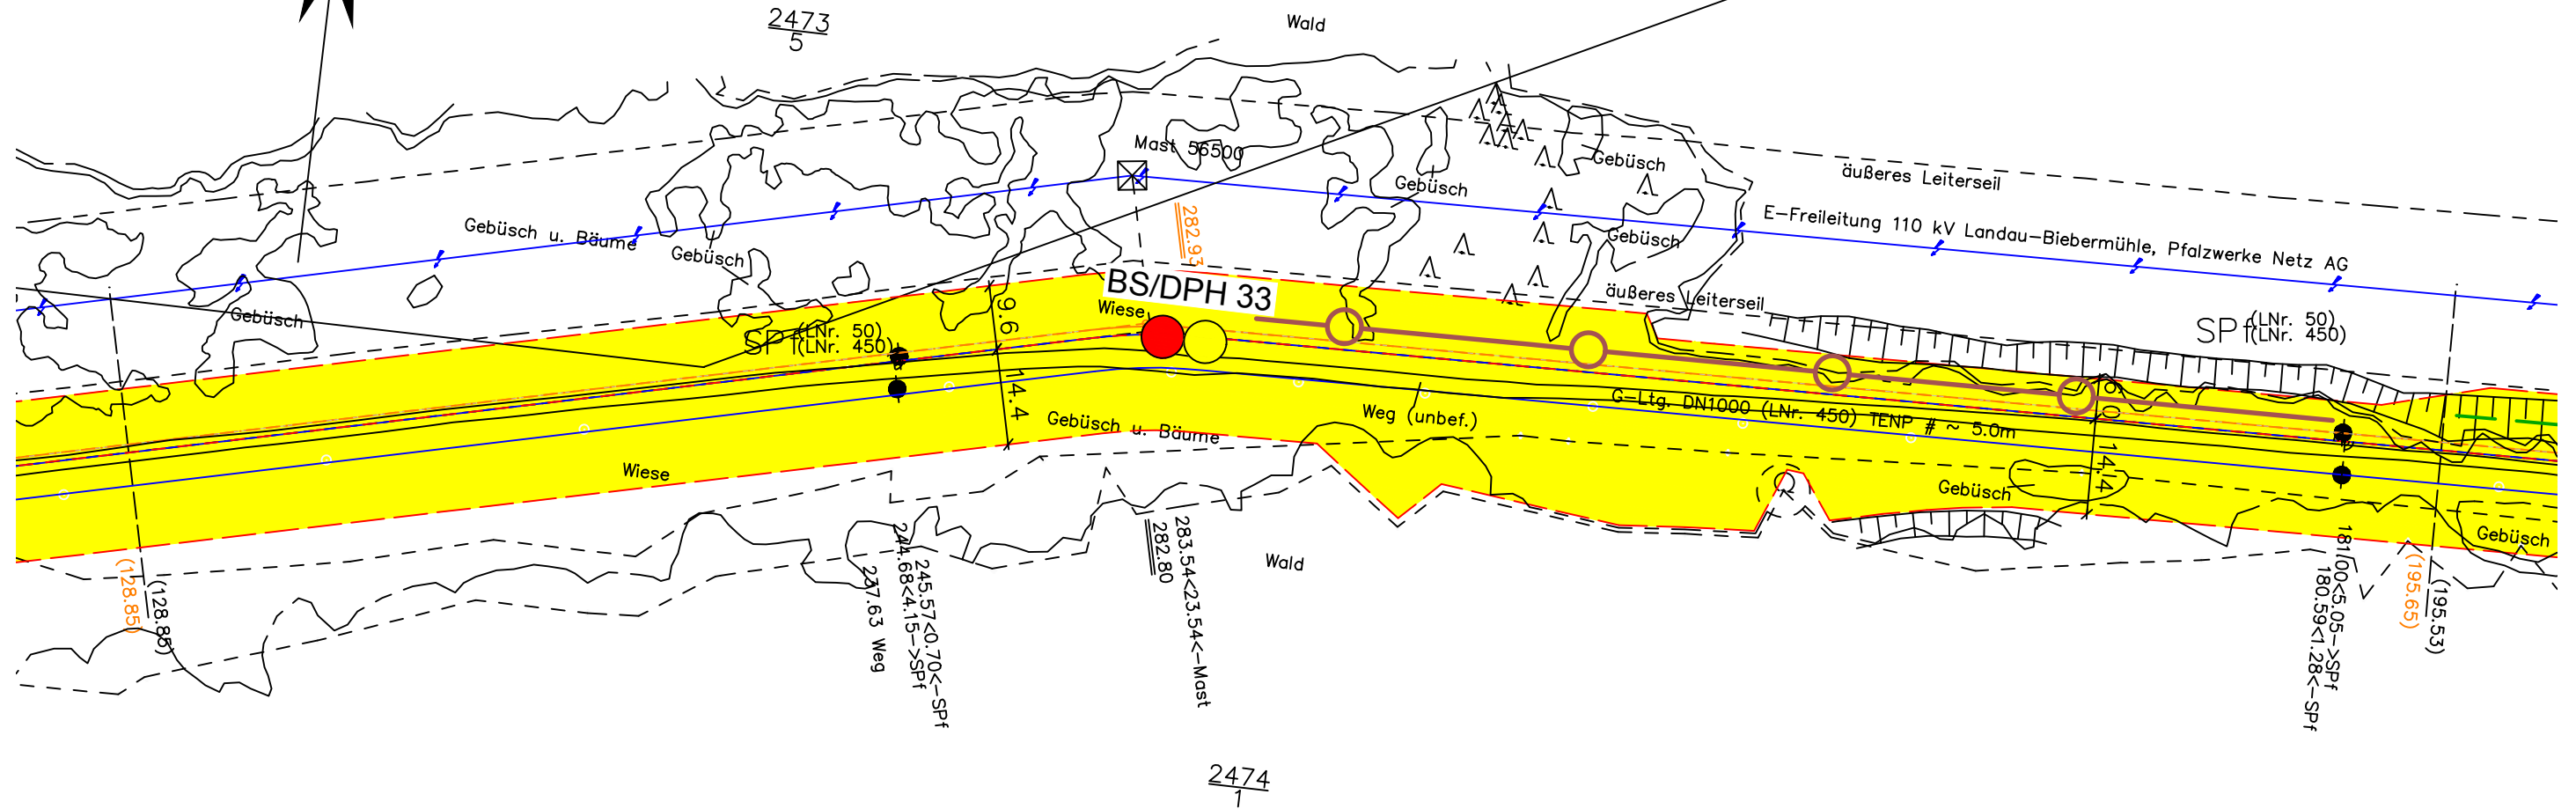 2473
5
Wald
Mast 56500
Gebüsch
äußeres Leiterseil
Gebüsch
282.93
E-Freileitung 110 kV Landau-Biebermühle, Pfalzwerke Netz AG
Gebüsch u. Bäume
Gebüsch
Gebüsch
BS/DPH 33
äußeres Leiterseil
Wiese
Gebüsch
9.6
SPf
(LNr. 50)
(LNr. 450)
SPf
(LNr. 50)
(LNr. 450)
14.4
G-Ltg. DN1000 (LNr. 450) TENP # ~ 5.0m
Weg (unbef.)
Gebüsch u. Bäume
14.4
Wiese
Gebüsch
Gebüsch
Wald
(128.85)
(128.85)
237.63 Weg
244.68<4.15->SPf
245.57<0.70<-SPf
282.80
283.54<23.54<-Mast
180.59<1.28<-SPf
181.00<5.05->SPf
(195.65)
(195.53)
2474
1